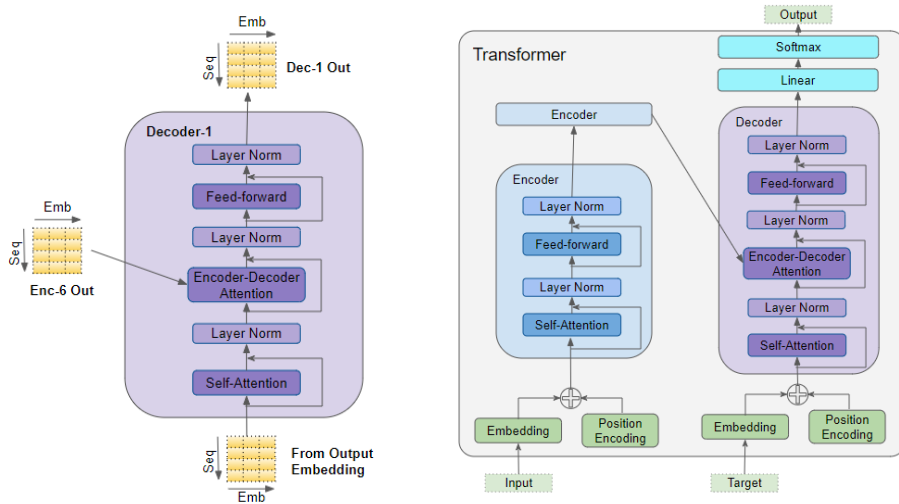 Emb
Seq
Dec-1 Out
Decoder-1
Layer Norm
Feed-forward
Layer Norm
Emb
Seq
Enc-6 Out
Encoder-Decoder
Attention
Layer Norm
Self-Attention
Seq
From Output
Embedding
Emb
Output
Transformer
Softmax
Linear
Encoder
Encoder
Layer Norm
Feed-forward
Layer Norm
Self-Attention
Decoder
Layer Norm
Feed-forward
Layer Norm
Encoder-Decoder
Attention
Layer Norm
Self-Attention
Embedding
Position
Encoding
Embedding
Position
Encoding
Input
Target